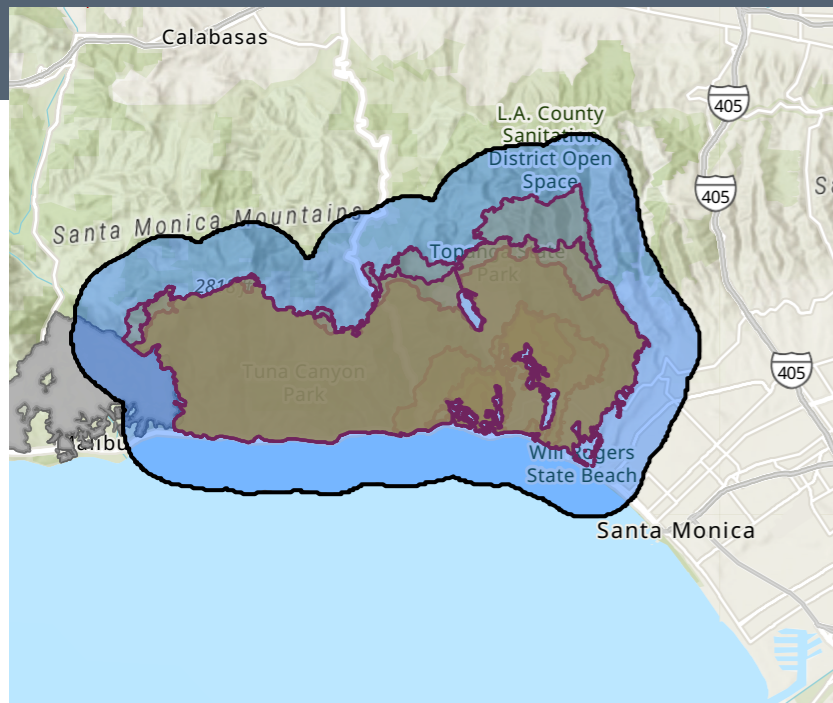 Calabasas
405
L.A. County
Sanitation
District Open
Space
405
Santa Monica Mountains
Topanga State
Park
Tuna Canyon
Park
405
Malibu
Will Rogers
State Beach
Santa Monica